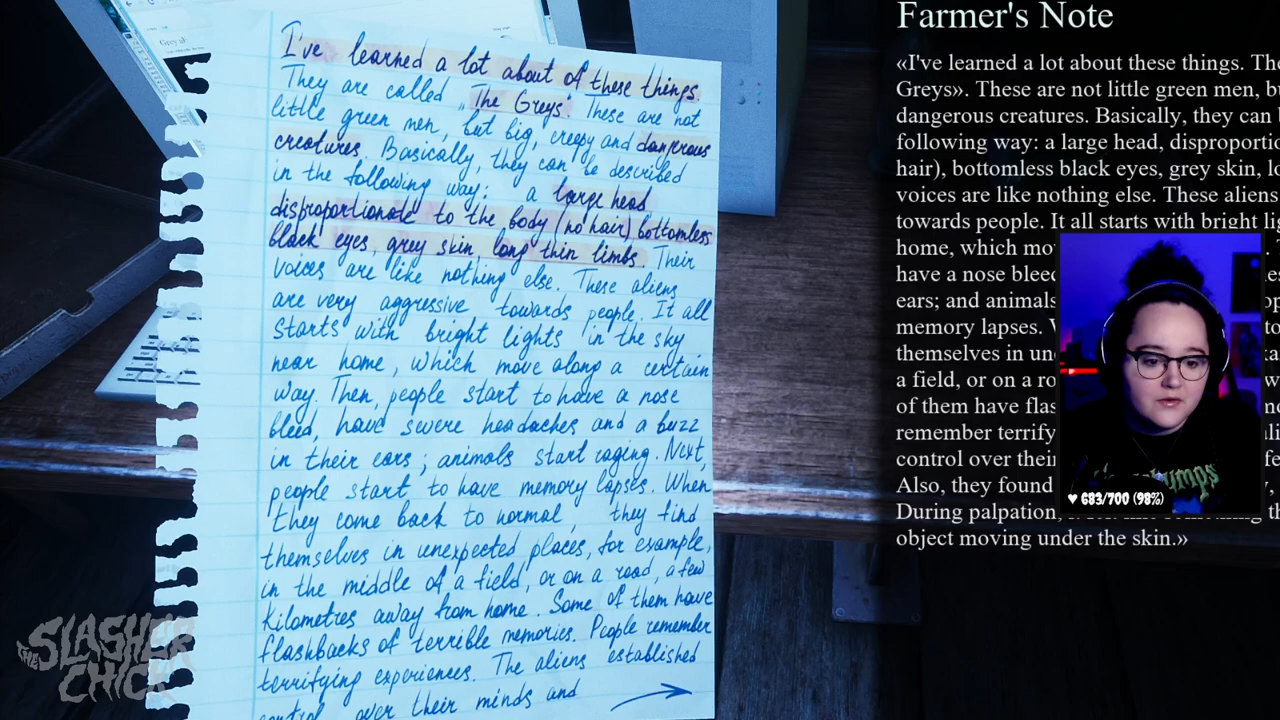 I've learned a lot about of these things.
They are called „The Greys". These are not
little green men, but big, creepy and dangerous
creatures. Basically, they can be described
in the following way: a large head
disproportionate to the body (no hair) bottomless
black eyes, grey skin, long thin limbs. Their
voices are like nothing else. These aliens
are very aggressive towards people. It all
starts with bright lights in the sky
near home, which move along a certain
way. Then, people start to have a nose
bleed, have severe headaches and a buzz
in their ears; animals start raging. Next,
people start to have memory lapses. When
they come back to normal, they find
themselves in unexpected places, for example,
in the middle of a field, or on a road, a few
kilometres away from home. Some of them have
flashbacks of terrible memories. People remember
terrifying experiences. The aliens established
control over their minds and
Farmer's Note
«I've learned a lot about these things. The
Greys». These are not little green men, bu
dangerous creatures. Basically, they can b
following way: a large head, disproportio
hair), bottomless black eyes, grey skin, lo
voices are like nothing else. These aliens
towards people. It all starts with bright lig
home, which mo
have a nose bleed
ears; and animals
memory lapses. W
themselves in une
a field, or on a ro
of them have flas
remember terrify
control over their
Also, they found
During palpation, it felt like something th
object moving under the skin.»
♥ 683/700 (98%)
THE SLASHER
CHICK